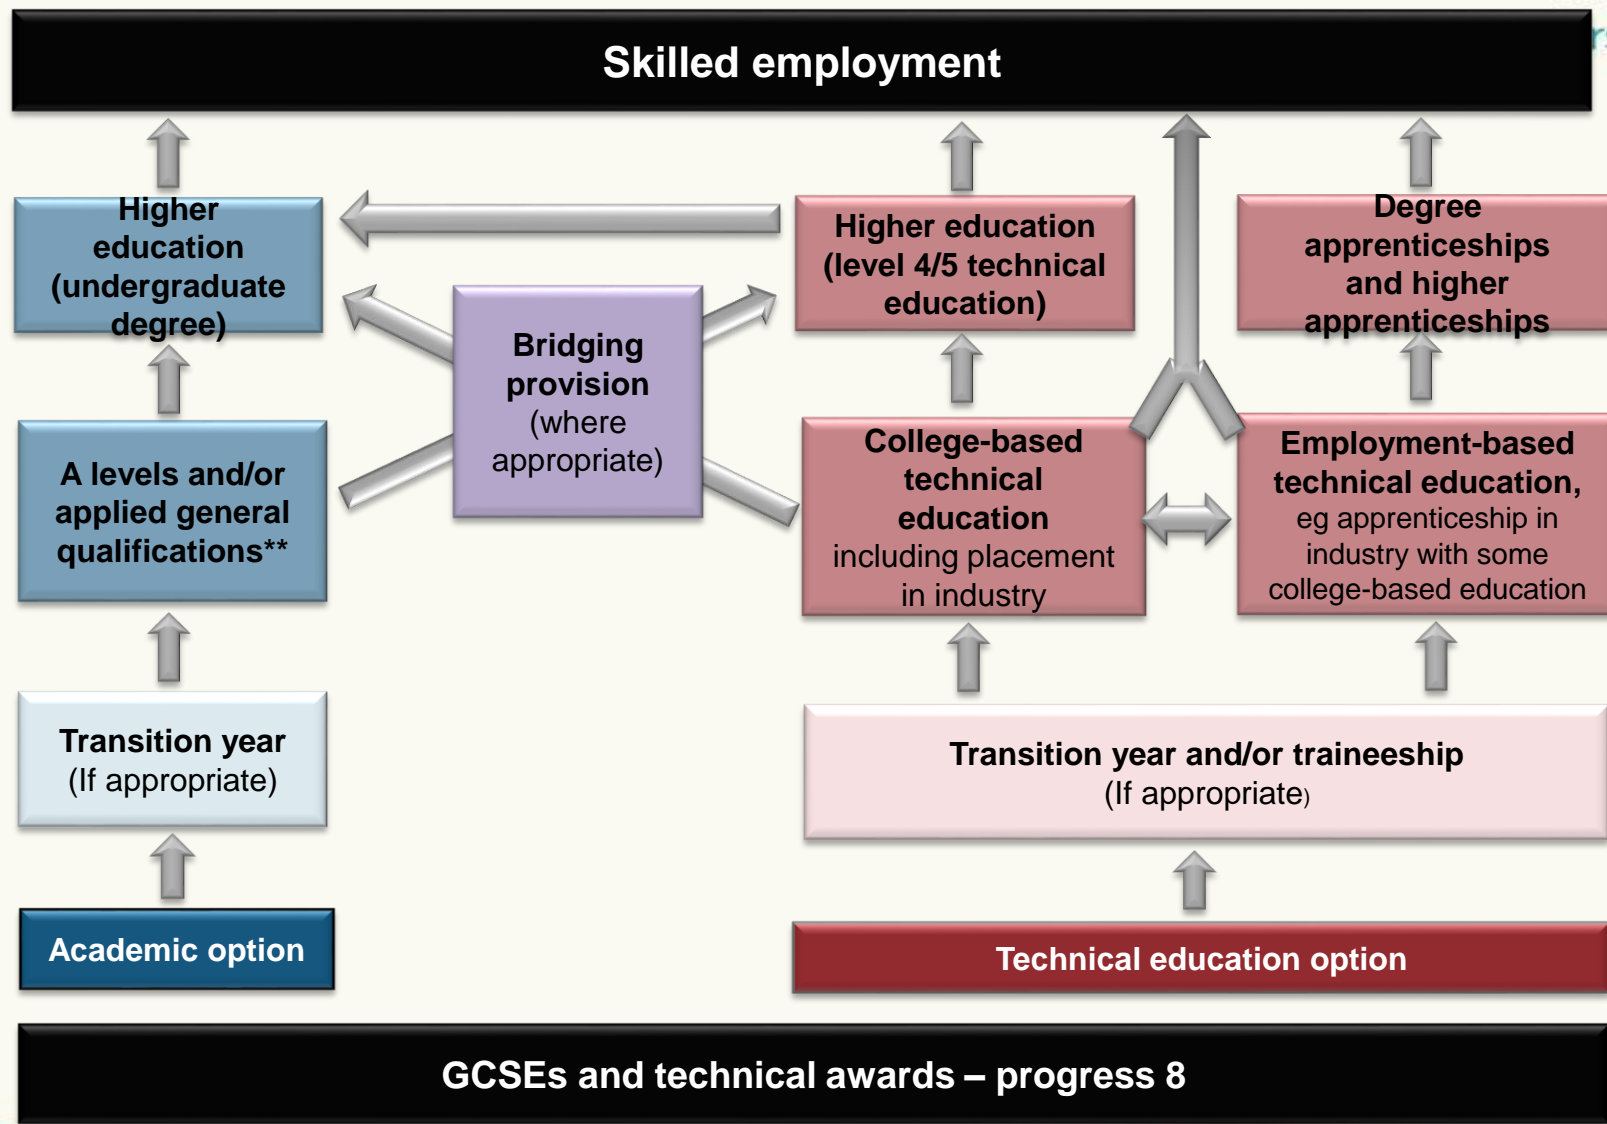 Skilled employment
Higher
education
(undergraduate
degree)
Higher education
(level 4/5 technical
education)
Degree
apprenticeships
and higher
apprenticeships
Bridging
provision
(where
appropriate)
A levels and/or
applied general
qualifications**
College-based
technical
education
including placement
in industry
Employment-based
technical education,
eg apprenticeship in
industry with some
college-based education
Transition year
(If appropriate)
Transition year and/or traineeship
(If appropriate)
Academic option
Technical education option
GCSEs and technical awards – progress 8